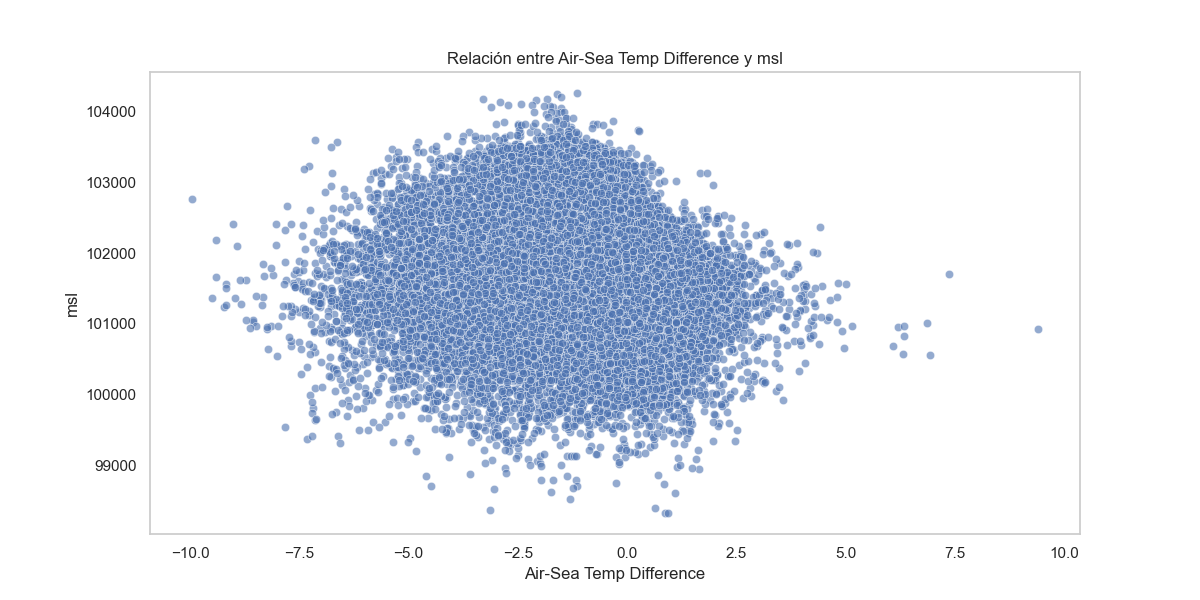 Relación entre Air-Sea Temp Difference y msl
104000
103000
102000
101000
100000
99000
msl
−10.0 −7.5 −5.0 −2.5 0.0 2.5 5.0 7.5 10.0
Air-Sea Temp Difference